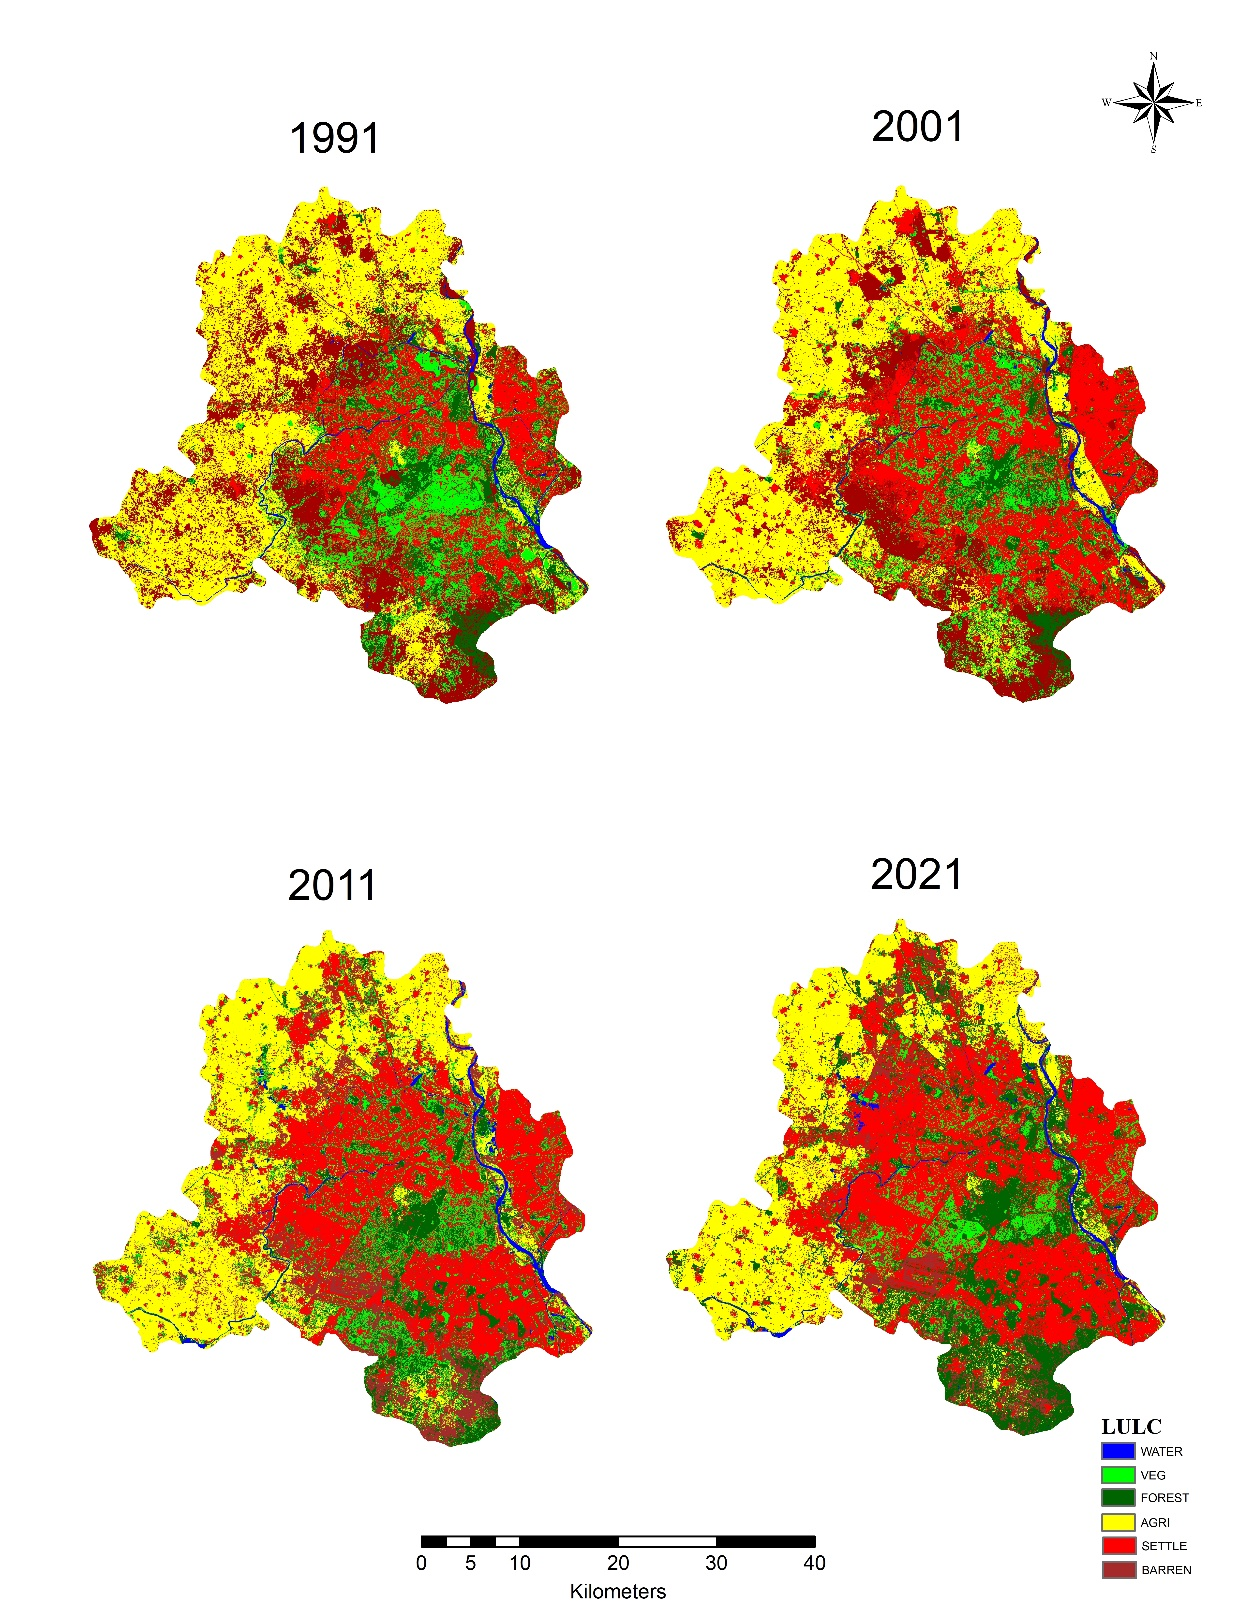 N
W E
S
1991
2001
2011
2021
LULC
WATER
VEG
FOREST
AGRI
SETTLE
BARREN
0 5 10 20 30 40
Kilometers